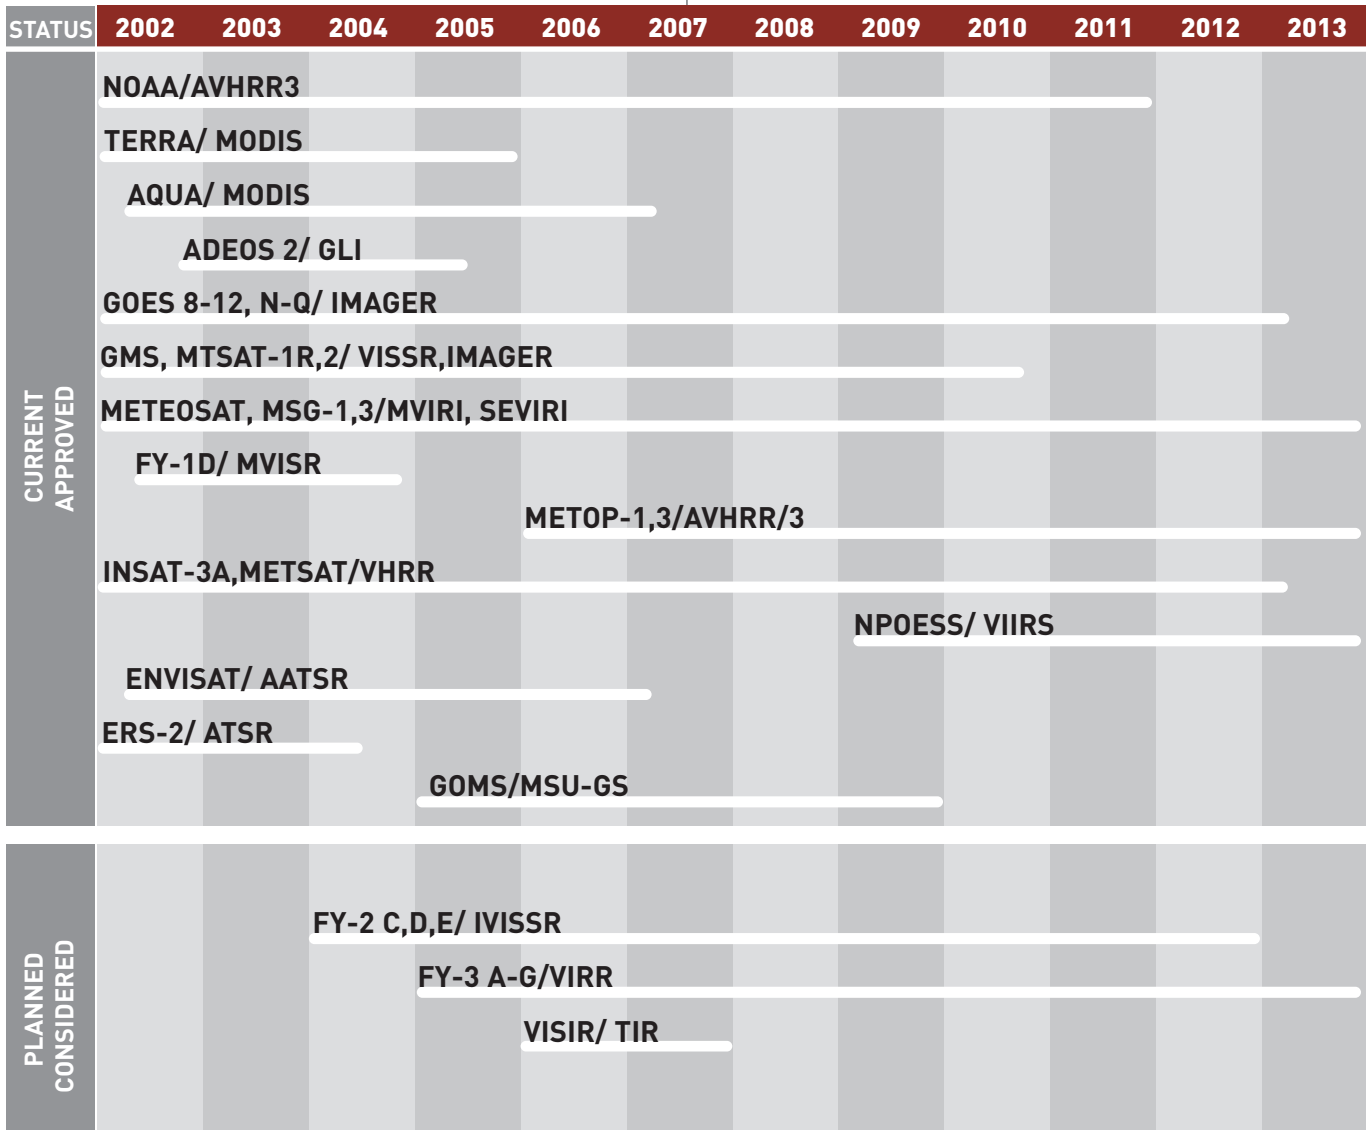 STATUS 2002 2003 2004 2005 2006 2007 2008 2009 2010 2011 2012 2013
CURRENT
APPROVED
NOAA/AVHRR3
TERRA/ MODIS
AQUA/ MODIS
ADEOS 2/ GLI
GOES 8-12, N-Q/ IMAGER
GMS, MTSAT-1R,2/ VISSR,IMAGER
METEOSAT, MSG-1,3/MVIRI, SEVIRI
FY-1D/ MVISR
METOP-1,3/AVHRR/3
INSAT-3A,METSAT/VHRR
NPOESS/ VIIRS
ENVISAT/ AATSR
ERS-2/ ATSR
GOMS/MSU-GS
PLANNED
CONSIDERED
FY-2 C,D,E/ IVISSR
FY-3 A-G/VIRR
VISIR/ TIR